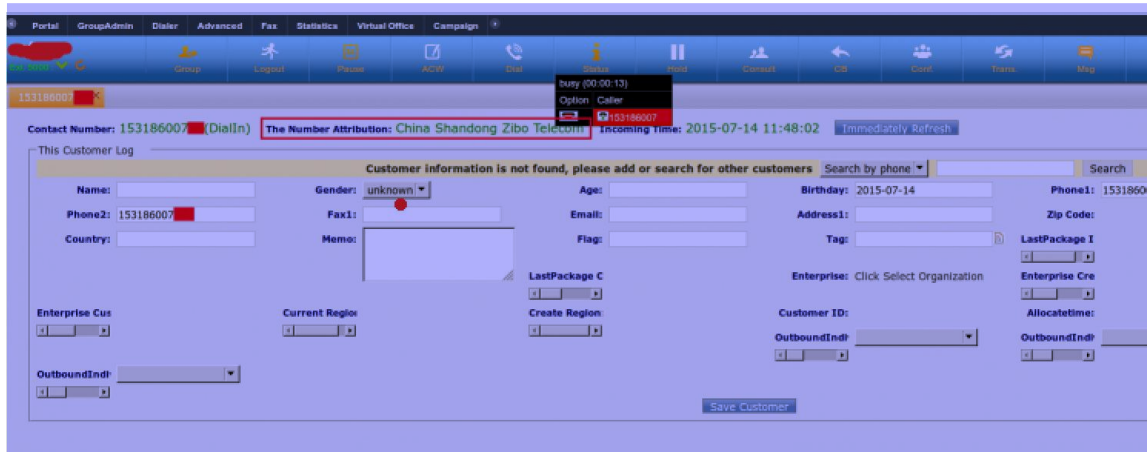 Portal GroupAdmin Dialer Advanced Fax Statistics Virtual Office Campaign
Group Logout Pause ACW Dial Status Hold Consult CB Conf. Trans. Msg
busy (00:00:13)
Option Caller
153186007
153186007
Contact Number: 153186007 (DialIn) The Number Attribution: China Shandong Zibo Telecom Incoming Time: 2015-07-14 11:48:02 Immediately Refresh
This Customer Log
Customer information is not found, please add or search for other customers Search by phone Search
Name: Gender: unknown Age: Birthday: 2015-07-14 Phone1: 1531860
Phone2: 153186007 Fax1: Email: Address1: Zip Code:
Country: Memo: Flag: Tag: LastPackage I
LastPackage C Enterprise: Click Select Organization Enterprise Cre
Enterprise Cus Current Region Create Region: Customer ID: Allocatetime:
OutboundIndi OutboundIndi
OutboundIndi
Save Customer